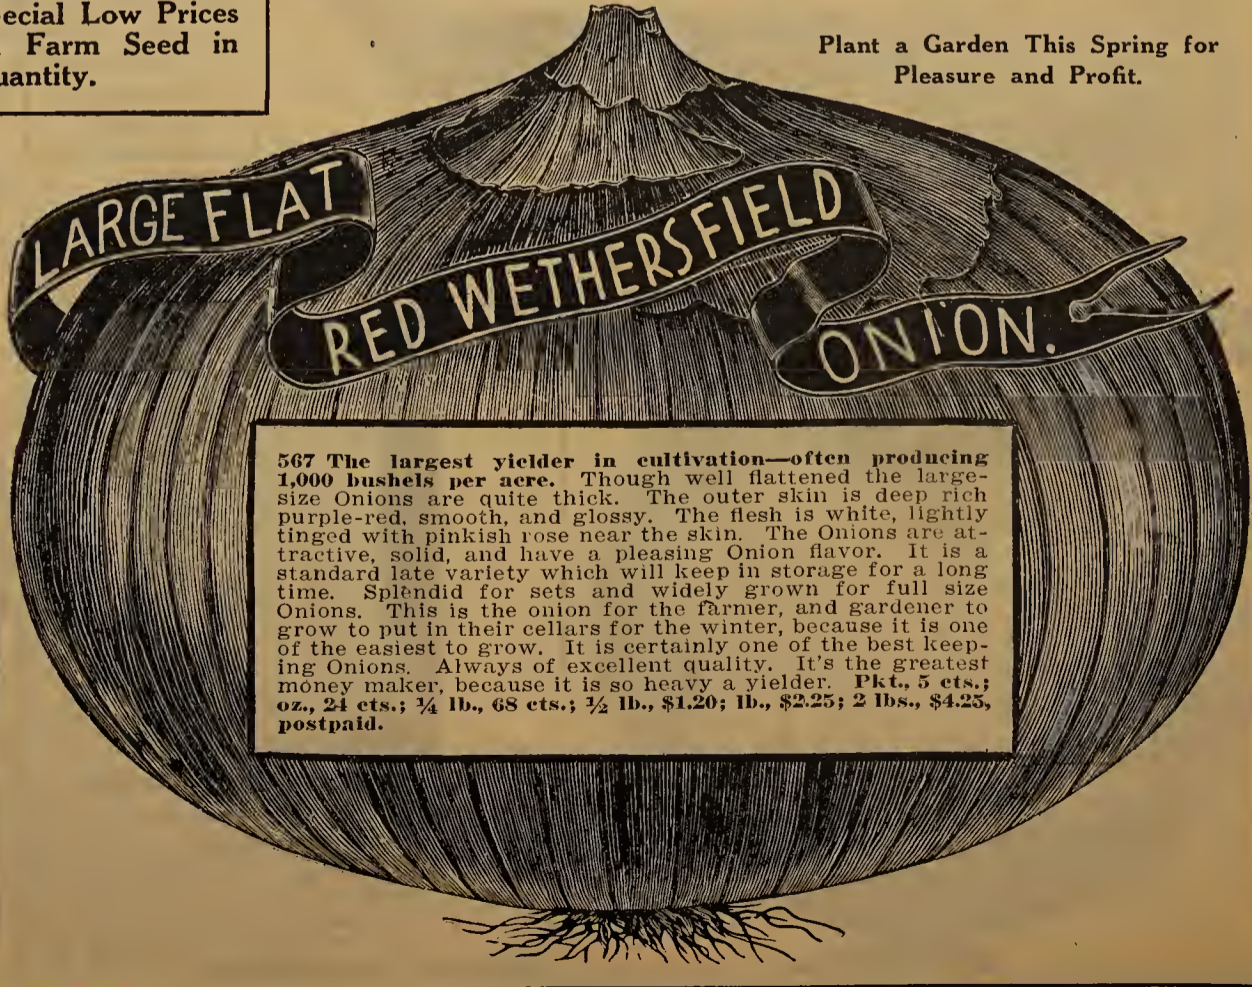 ecial Low Prices
Farm Seed in
uantity.
Plant a Garden This Spring for
Pleasure and Profit.
LARGE FLAT
RED WETHERSFIELD
ONION.
567 The largest yielder in cultivation—often producing
1,000 bushels per acre. Though well flattened the large-
size Onions are quite thick. The outer skin is deep rich
purple-red, smooth, and glossy. The flesh is white, lightly
tinged with pinkish rose near the skin. The Onions are at-
tractive, solid, and have a pleasing Onion flavor. It is a
standard late variety which will keep in storage for a long
time. Splendid for sets and widely grown for full size
Onions. This is the onion for the farmer, and gardener to
grow to put in their cellars for the winter, because it is one
of the easiest to grow. It is certainly one of the best keep-
ing Onions. Always of excellent quality. It's the greatest
money maker, because it is so heavy a yielder. Pkt., 5 cts.;
oz., 24 cts.; ¼ lb., 68 cts.; ½ lb., $1.20; lb., $2.25; 2 lbs., $4.25,
postpaid.